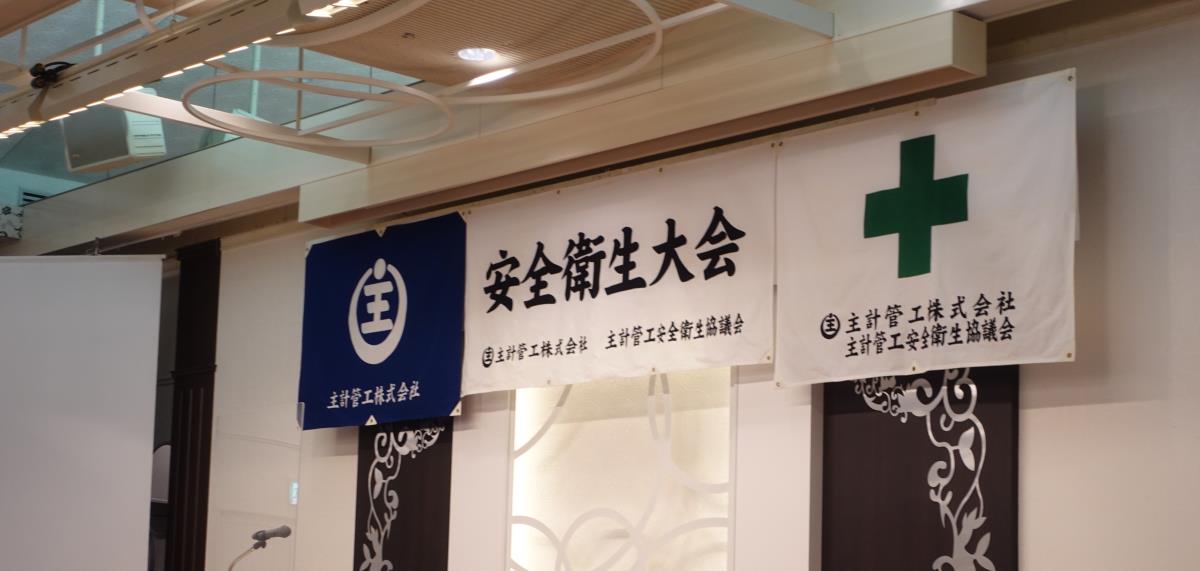 主
主計管工株式会社
安全衛生大会
主 主計管工株式会社 主計管工安全衛生協議会
主 主計管工株式会社
主計管工安全衛生協議会